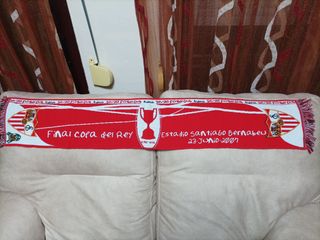 Final Copa del Rey
Estadio Santiago Bernabeu
23 Junio 2007